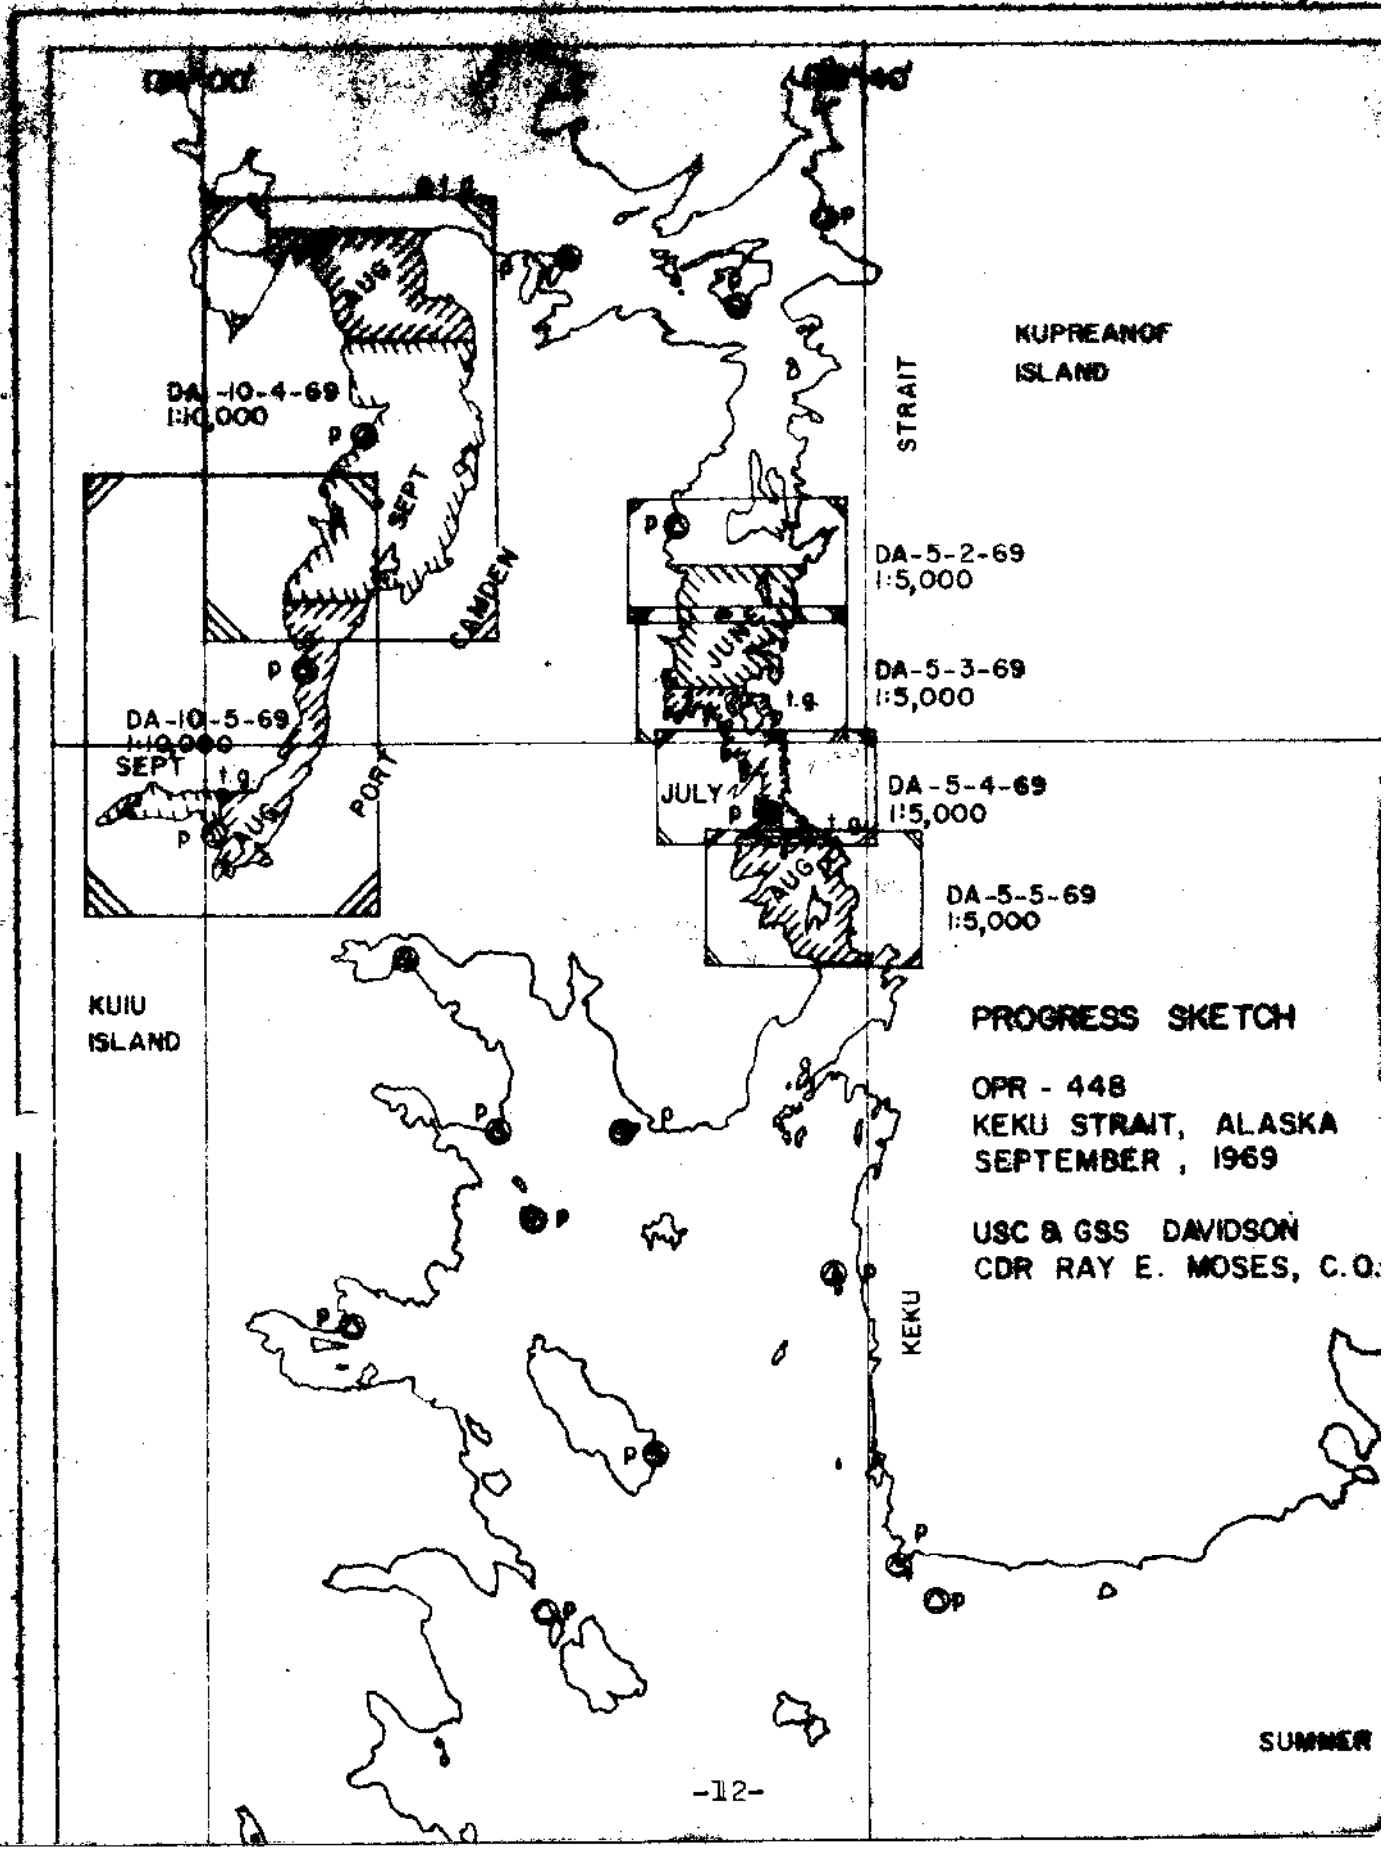 KUPREANOF
ISLAND
STRAIT
AUG
DA-10-4-69
1:10,000
p
p
p
p
SEPT
CAMDEN
p
DA-5-2-69
1:5,000
JUNE
DA-5-3-69
1:5,000
t.g.
p
DA-10-5-69
1:10,000
SEPT
t.g.
PORT
AUG
p
JULY
p
DA-5-4-69
1:5,000
t.g.
AUG
DA-5-5-69
1:5,000
KUIU
ISLAND
PROGRESS SKETCH
OPR - 448
KEKU STRAIT, ALASKA
SEPTEMBER , 1969
USC & GSS DAVIDSON
CDR RAY E. MOSES, C.O.
p
p
p
p
KEKU
p
p
p
p
p
SUMNER
-12-